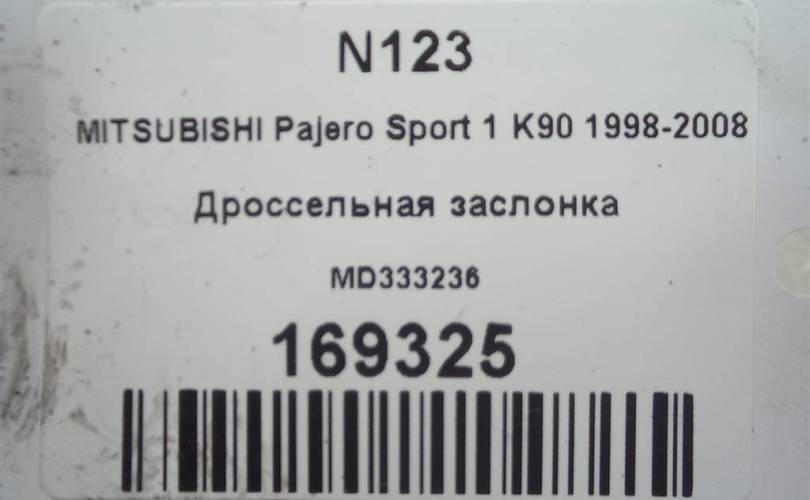 N123
MITSUBISHI Pajero Sport 1 K90 1998-2008
Дроссельная заслонка
MD333236
169325